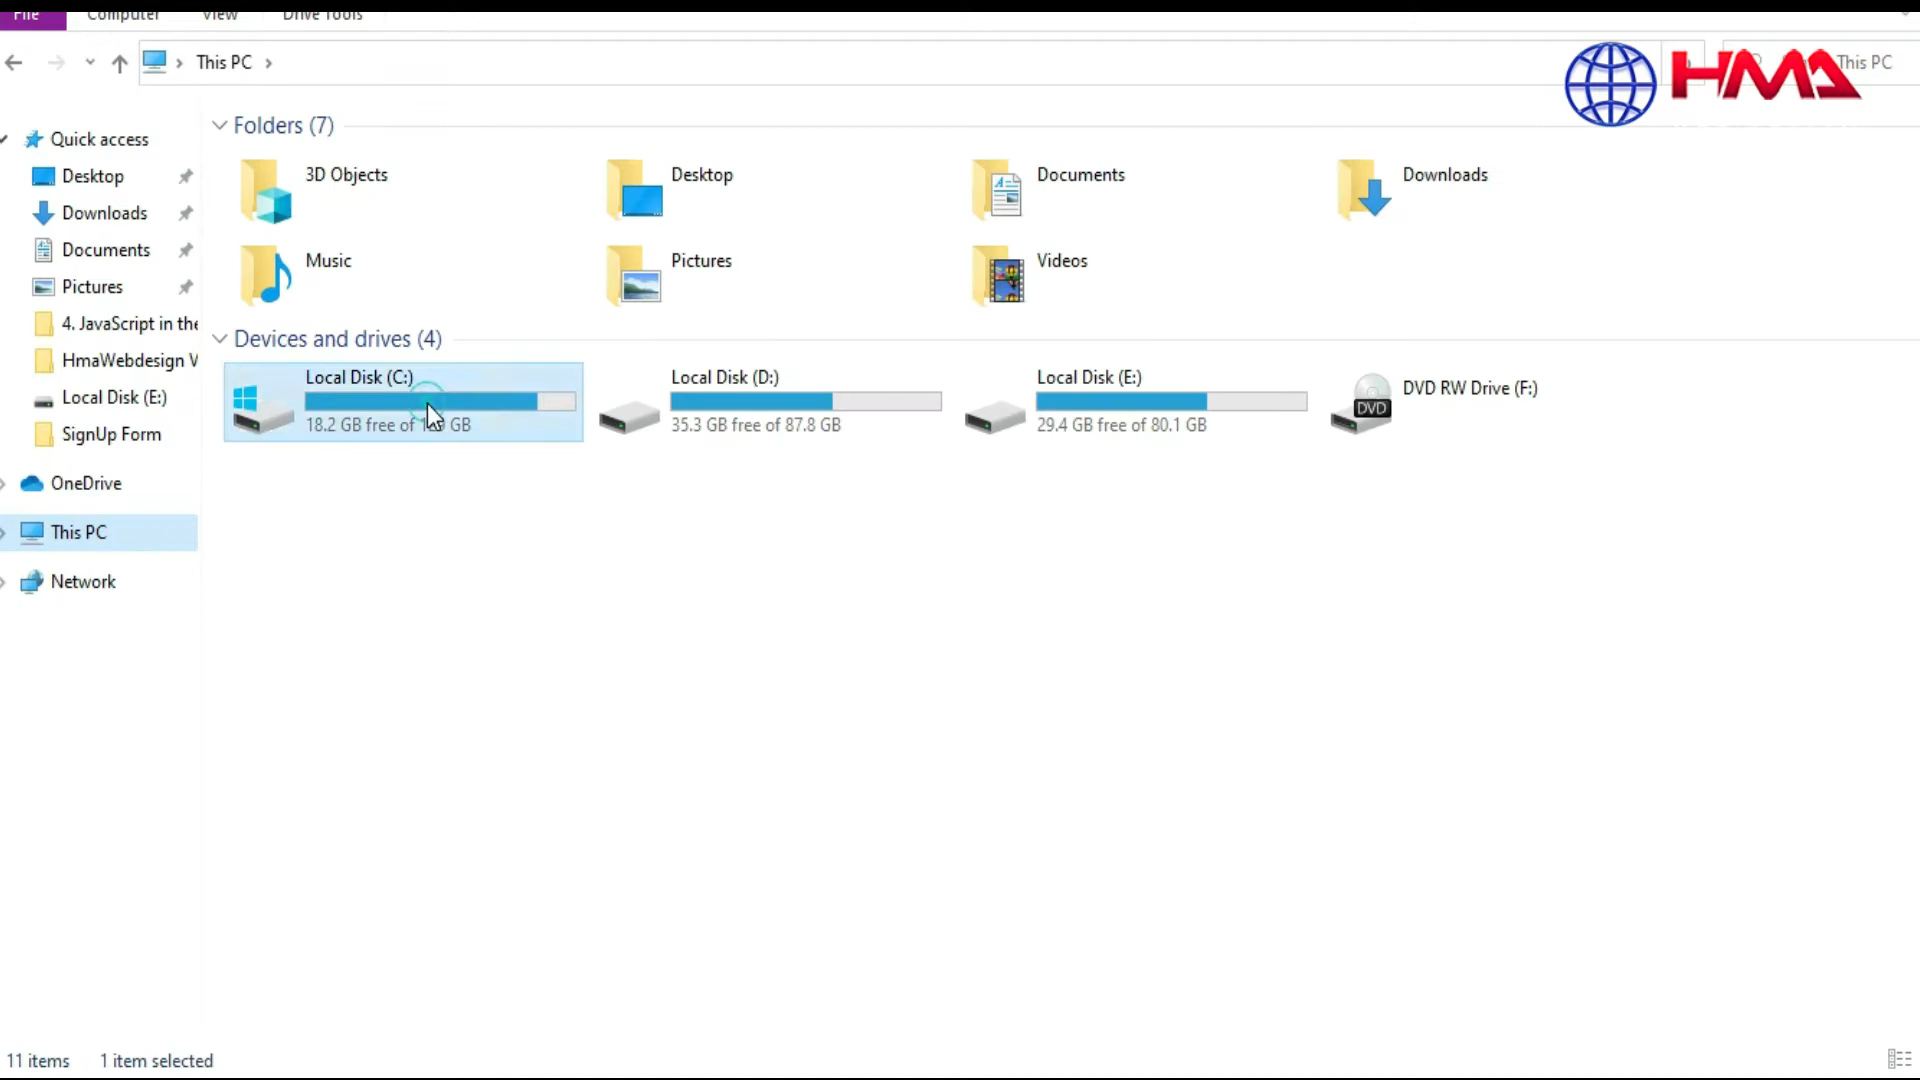 File Computer View Drive Tools
This PC
This PC
HMA
Quick access
Desktop
Downloads
Documents
Pictures
4. JavaScript in the
HmaWebdesign V
Local Disk (E:)
SignUp Form
OneDrive
This PC
Network
Folders (7)
3D Objects
Desktop
Documents
Downloads
Music
Pictures
Videos
Devices and drives (4)
Local Disk (C:)
18.2 GB free of GB
Local Disk (D:)
35.3 GB free of 87.8 GB
Local Disk (E:)
29.4 GB free of 80.1 GB
DVD RW Drive (F:)
DVD
11 items 1 item selected